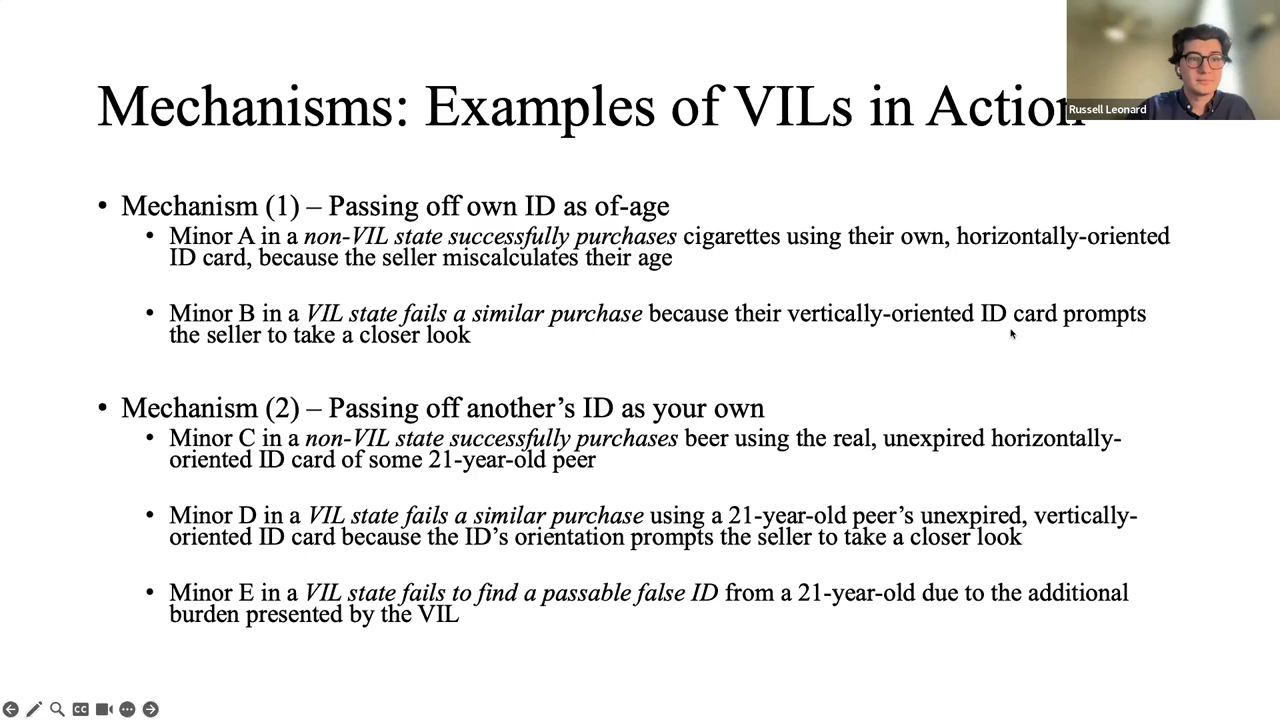 Mechanisms: Examples of VILs in Action
Russell Leonard
• Mechanism (1) – Passing off own ID as of-age
• Minor A in a non-VIL state successfully purchases cigarettes using their own, horizontally-oriented
ID card, because the seller miscalculates their age
• Minor B in a VIL state fails a similar purchase because their vertically-oriented ID card prompts
the seller to take a closer look
• Mechanism (2) – Passing off another’s ID as your own
• Minor C in a non-VIL state successfully purchases beer using the real, unexpired horizontally-
oriented ID card of some 21-year-old peer
• Minor D in a VIL state fails a similar purchase using a 21-year-old peer’s unexpired, vertically-
oriented ID card because the ID’s orientation prompts the seller to take a closer look
• Minor E in a VIL state fails to find a passable false ID from a 21-year-old due to the additional
burden presented by the VIL
CC